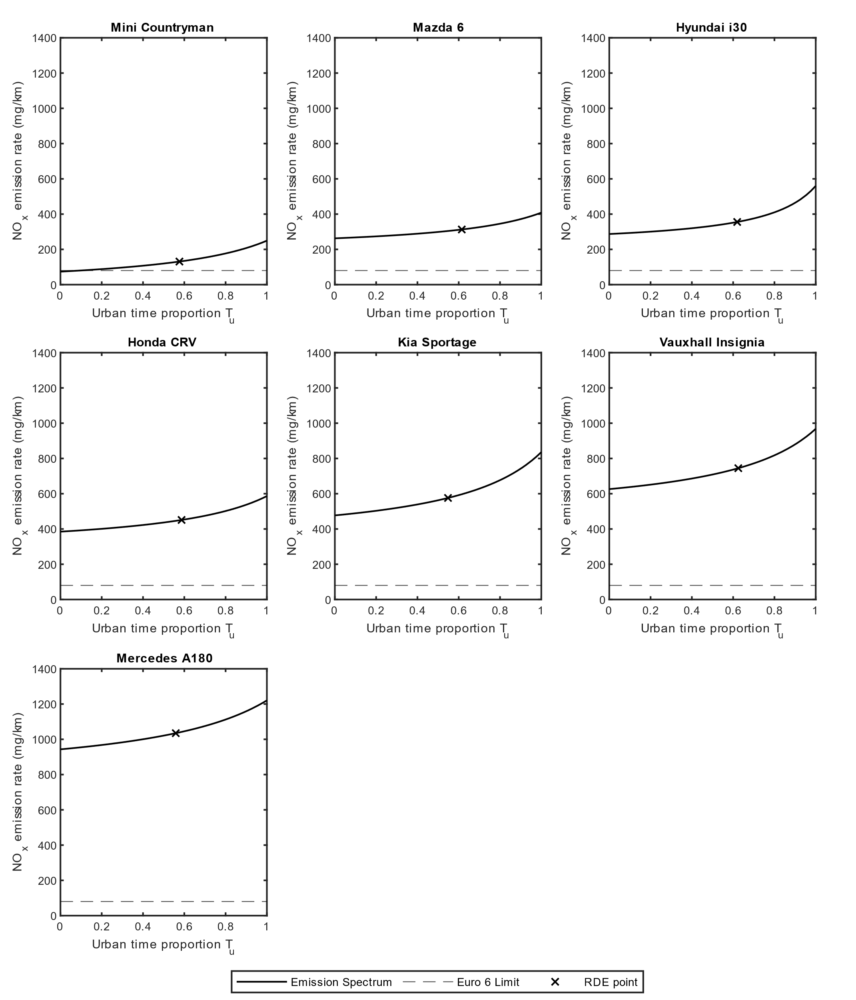 Mini Countryman
1400
1200
1000
800
600
400
200
0
0 0.2 0.4 0.6 0.8 1
NOx emission rate (mg/km)
Urban time proportion Tu
Mazda 6
1400
1200
1000
800
600
400
200
0
0 0.2 0.4 0.6 0.8 1
NOx emission rate (mg/km)
Urban time proportion Tu
Hyundai i30
1400
1200
1000
800
600
400
200
0
0 0.2 0.4 0.6 0.8 1
NOx emission rate (mg/km)
Urban time proportion Tu
Honda CRV
1400
1200
1000
800
600
400
200
0
0 0.2 0.4 0.6 0.8 1
NOx emission rate (mg/km)
Urban time proportion Tu
Kia Sportage
1400
1200
1000
800
600
400
200
0
0 0.2 0.4 0.6 0.8 1
NOx emission rate (mg/km)
Urban time proportion Tu
Vauxhall Insignia
1400
1200
1000
800
600
400
200
0
0 0.2 0.4 0.6 0.8 1
NOx emission rate (mg/km)
Urban time proportion Tu
Mercedes A180
1400
1200
1000
800
600
400
200
0
0 0.2 0.4 0.6 0.8 1
NOx emission rate (mg/km)
Urban time proportion Tu
Emission Spectrum Euro 6 Limit RDE point